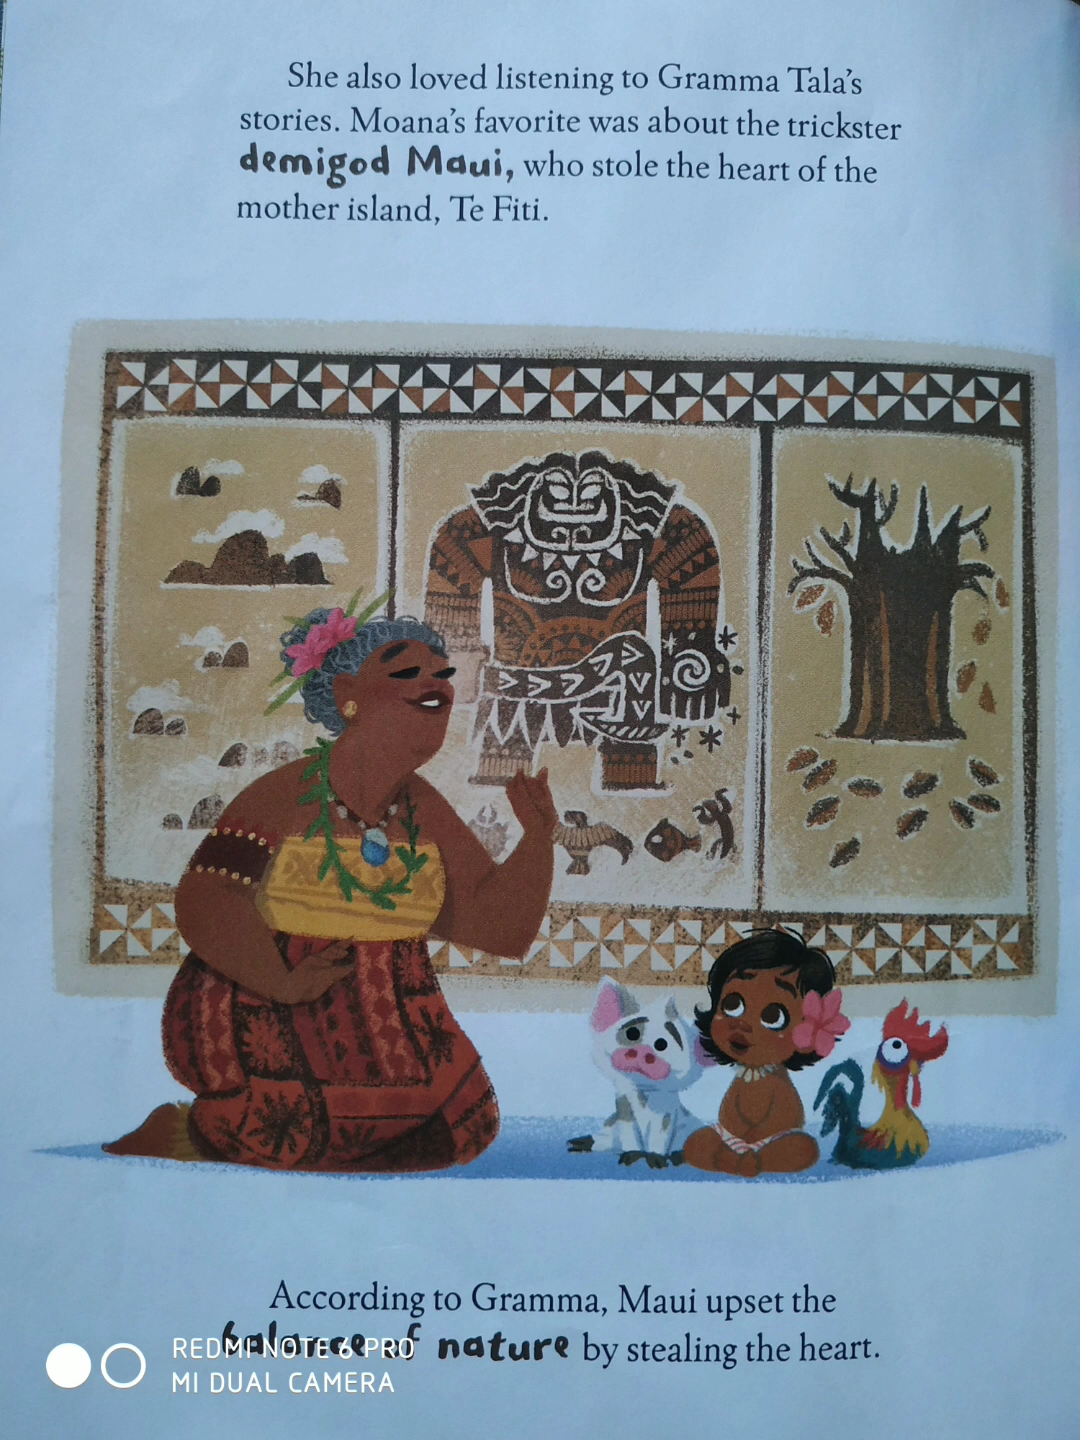 She also loved listening to Gramma Tala's
stories. Moana's favorite was about the trickster
demigod Maui, who stole the heart of the
mother island, Te Fiti.
According to Gramma, Maui upset the
balance of nature by stealing the heart.
REDMI NOTE 6 PRO
MI DUAL CAMERA